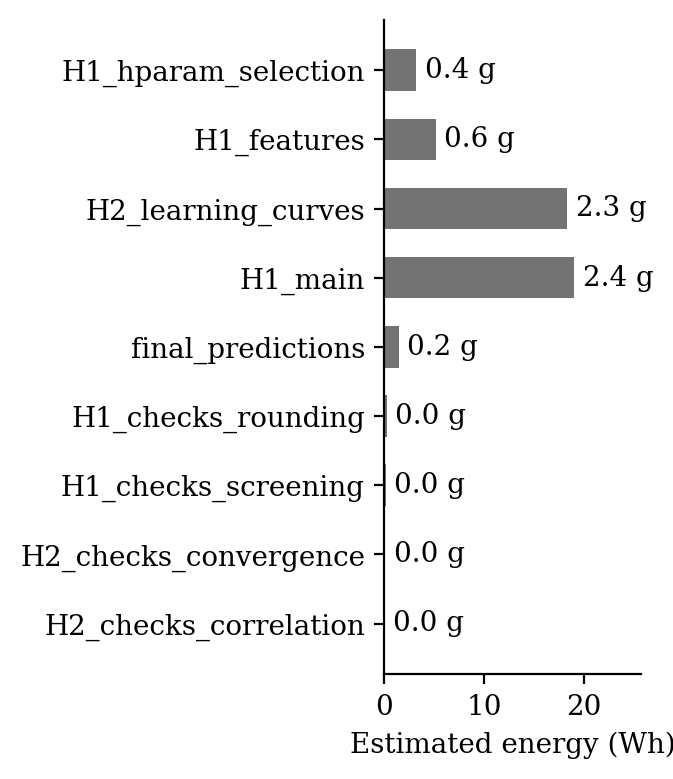 H1_hparam_selection 0.4 g
H1_features 0.6 g
H2_learning_curves 2.3 g
H1_main 2.4 g
final_predictions 0.2 g
H1_checks_rounding 0.0 g
H1_checks_screening 0.0 g
H2_checks_convergence 0.0 g
H2_checks_correlation 0.0 g
0 10 20
Estimated energy (Wh)